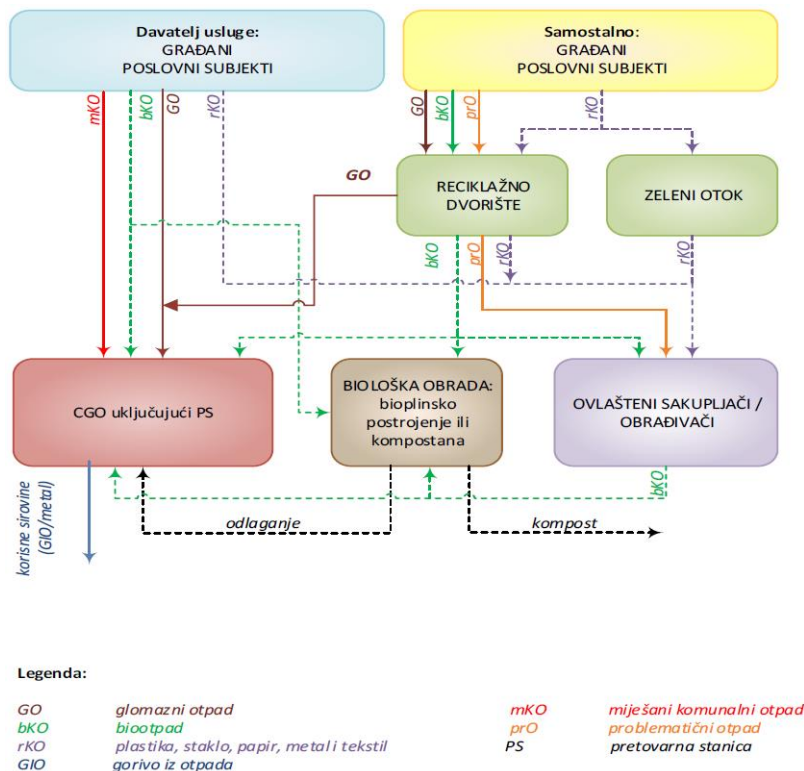 Davatelj usluge:
GRAĐANI
POSLOVNI SUBJEKTI
Samostalno:
GRAĐANI
POSLOVNI SUBJEKTI
mKO
bKO
GO
rKO
GO
bKO
prO
rKO
GO
RECIKLAŽNO
DVORIŠTE
ZELENI OTOK
bKO
prO
rKO
rKO
CGO uključujući PS
BIOLOŠKA OBRADA:
bioplinsko
postrojenje ili
kompostana
OVLAŠTENI SAKUPLJAČI /
OBRAĐIVAČI
bKO
korisne sirovine
(GIO/metal)
odlaganje
kompost
Legenda:
GO glomazni otpad
mKO miješani komunalni otpad
bKO biootpad
prO problematični otpad
rKO plastika, staklo, papir, metal i tekstil
PS pretovarna stanica
GIO gorivo iz otpada